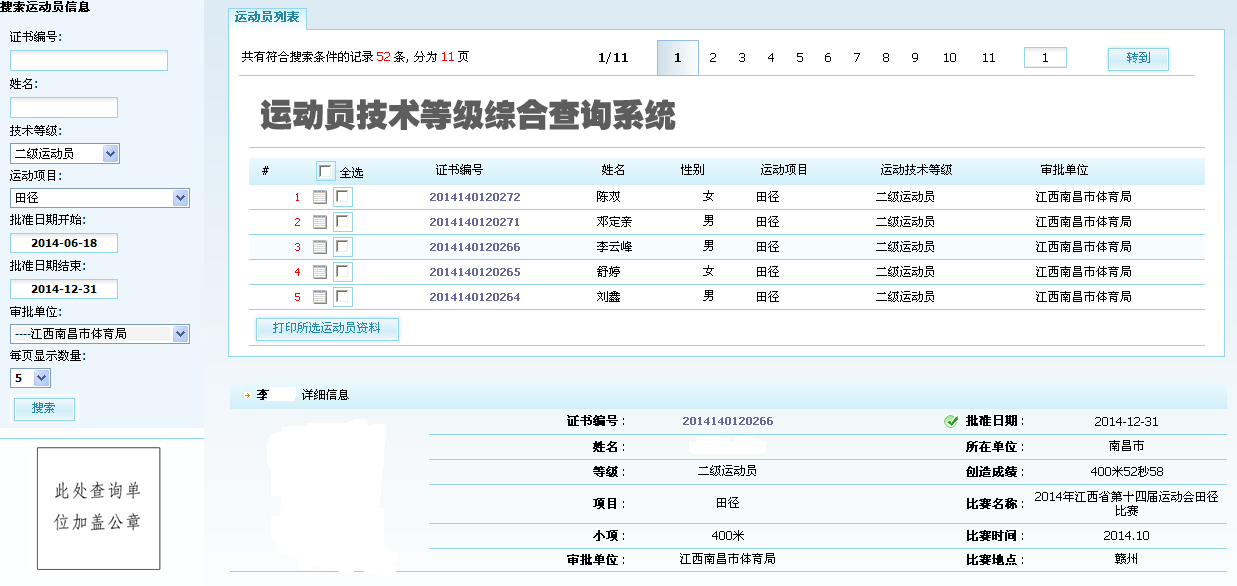 搜索运动员信息
证书编号:
姓名:
技术等级:
二级运动员
运动项目:
田径
批准日期开始:
2014-06-18
批准日期结束:
2014-12-31
审批单位:
----江西南昌市体育局
每页显示数量:
5
搜索
此处查询单
位加盖公章
运动员列表
共有符合搜索条件的记录 52 条, 分为 11 页 1/11 1 2 3 4 5 6 7 8 9 10 11 1 转到
运动员技术等级综合查询系统
# 全选 证书编号 姓名 性别 运动项目 运动技术等级 审批单位
1 2014140120272 陈双 女 田径 二级运动员 江西南昌市体育局
2 2014140120271 邓定亲 男 田径 二级运动员 江西南昌市体育局
3 2014140120266 李云峰 男 田径 二级运动员 江西南昌市体育局
4 2014140120265 舒婷 女 田径 二级运动员 江西南昌市体育局
5 2014140120264 刘鑫 男 田径 二级运动员 江西南昌市体育局
打印所选运动员资料
李 详细信息
证书编号: 2014140120266 批准日期: 2014-12-31
姓名: 所在单位: 南昌市
等级: 二级运动员 创造成绩: 400米52秒58
项目: 田径 比赛名称: 2014年江西省第十四届运动会田径
比赛
小项: 400米 比赛时间: 2014.10
审批单位: 江西南昌市体育局 比赛地点: 赣州